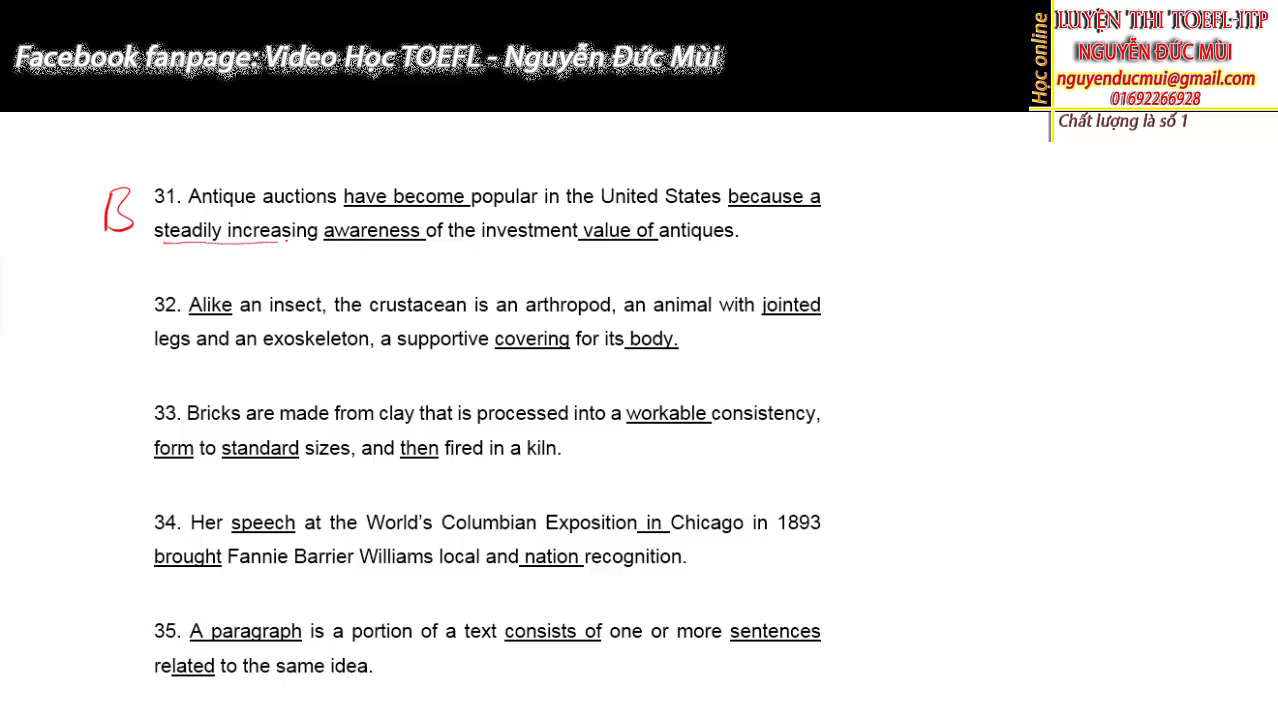 Facebook fanpage: Video Học TOEFL - Nguyễn Đức Mùi
Học online
LUYỆN THI TOEFL-ITP
NGUYỄN ĐỨC MÙI
nguyenducmui@gmail.com
01692266928
Chất lượng là số 1
B
31. Antique auctions have become popular in the United States because a
steadily increasing awareness of the investment value of antiques.
32. Alike an insect, the crustacean is an arthropod, an animal with jointed
legs and an exoskeleton, a supportive covering for its body.
33. Bricks are made from clay that is processed into a workable consistency,
form to standard sizes, and then fired in a kiln.
34. Her speech at the World’s Columbian Exposition in Chicago in 1893
brought Fannie Barrier Williams local and nation recognition.
35. A paragraph is a portion of a text consists of one or more sentences
related to the same idea.